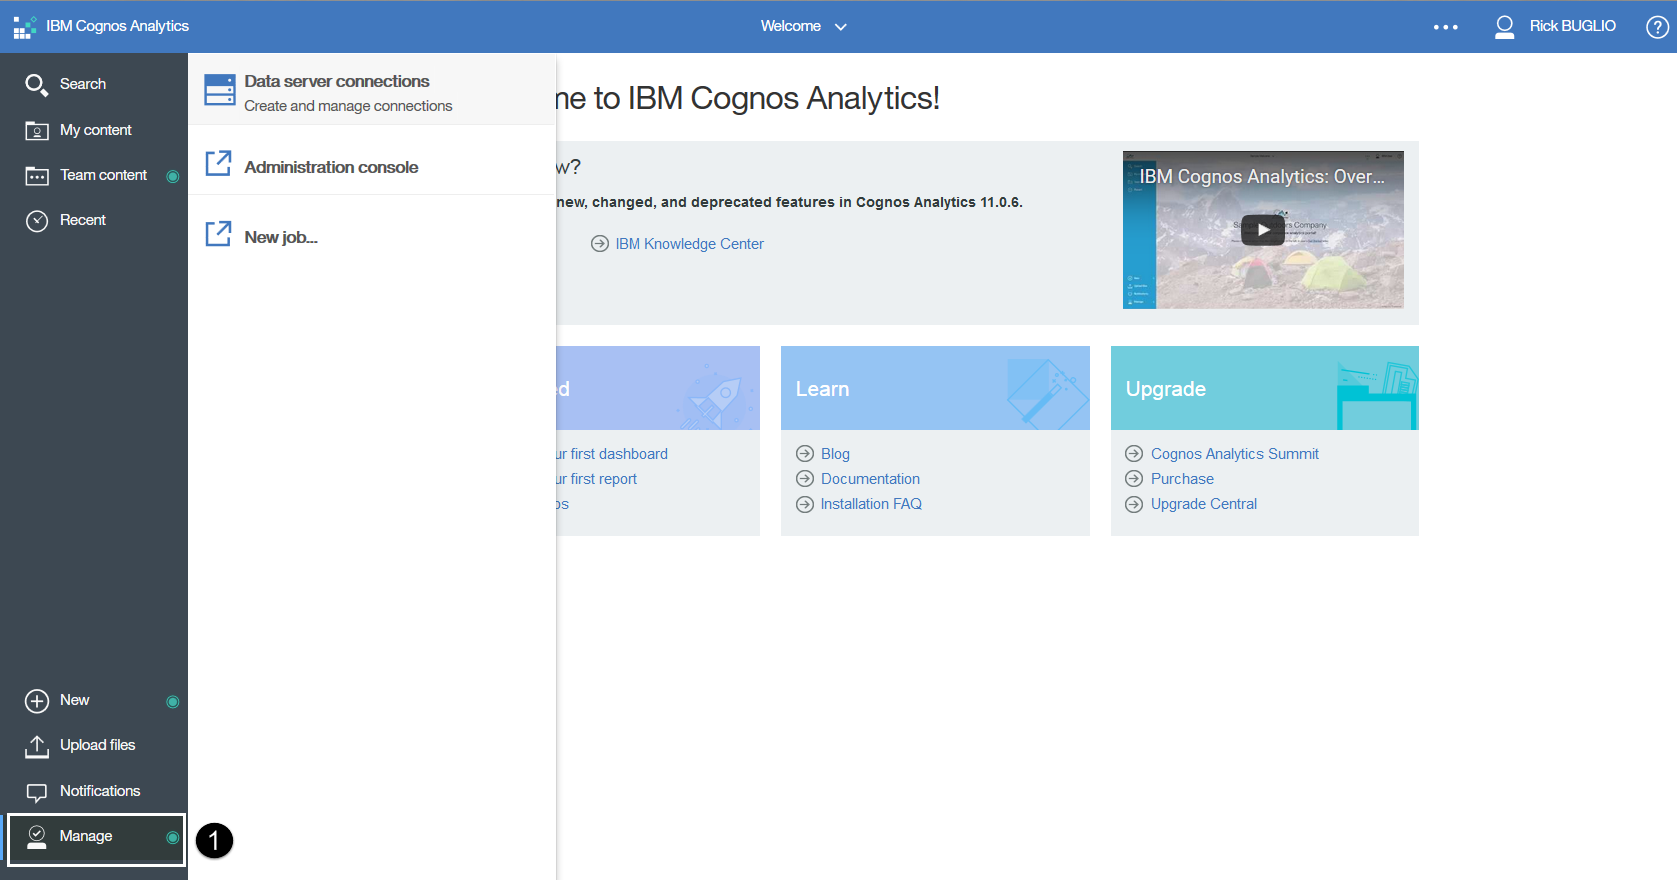 IBM Cognos Analytics
Welcome
Rick BUGLIO
?
Search
My content
Team content
Recent
New
Upload files
Notifications
Manage
1
Data server connections
Create and manage connections
Administration console
New job...
me to IBM Cognos Analytics!
w?
new, changed, and deprecated features in Cognos Analytics 11.0.6.
IBM Knowledge Center
IBM Cognos Analytics: Over...
ed
ur first dashboard
ur first report
os
Learn
Blog
Documentation
Installation FAQ
Upgrade
Cognos Analytics Summit
Purchase
Upgrade Central